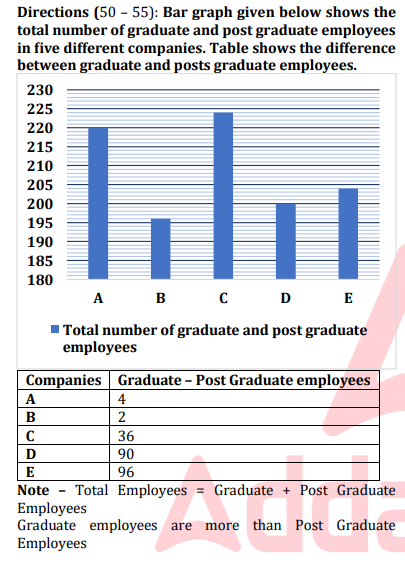 Directions (50 – 55): Bar graph given below shows the
total number of graduate and post graduate employees
in five different companies. Table shows the difference
between graduate and posts graduate employees.
230
225
220
215
210
205
200
195
190
185
180
A B C D E
Total number of graduate and post graduate
employees
Companies Graduate – Post Graduate employees
A 4
B 2
C 36
D 90
E 96
Note – Total Employees = Graduate + Post Graduate
Employees
Graduate employees are more than Post Graduate
Employees
Adda